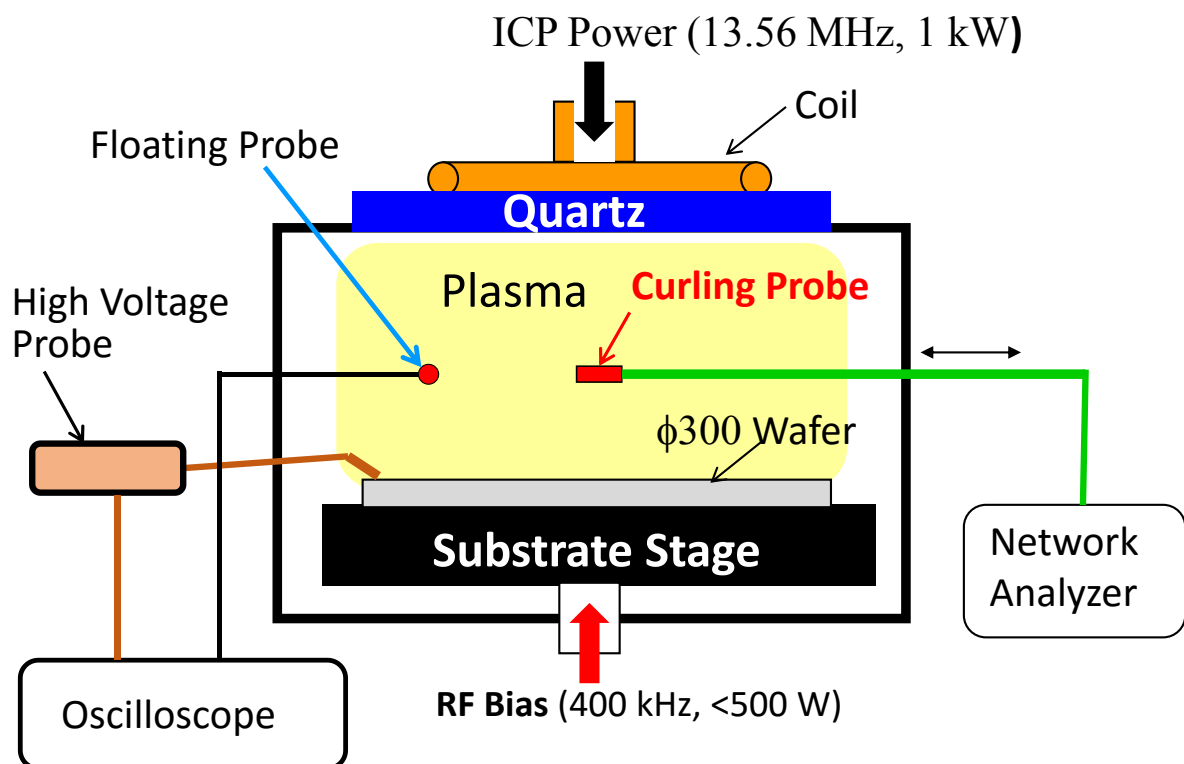 ICP Power (13.56 MHz, 1 kW)
Coil
Floating Probe
Quartz
Plasma
Curling Probe
High Voltage
Probe
ϕ300 Wafer
Substrate Stage
Network
Analyzer
RF Bias (400 kHz, <500 W)
Oscilloscope